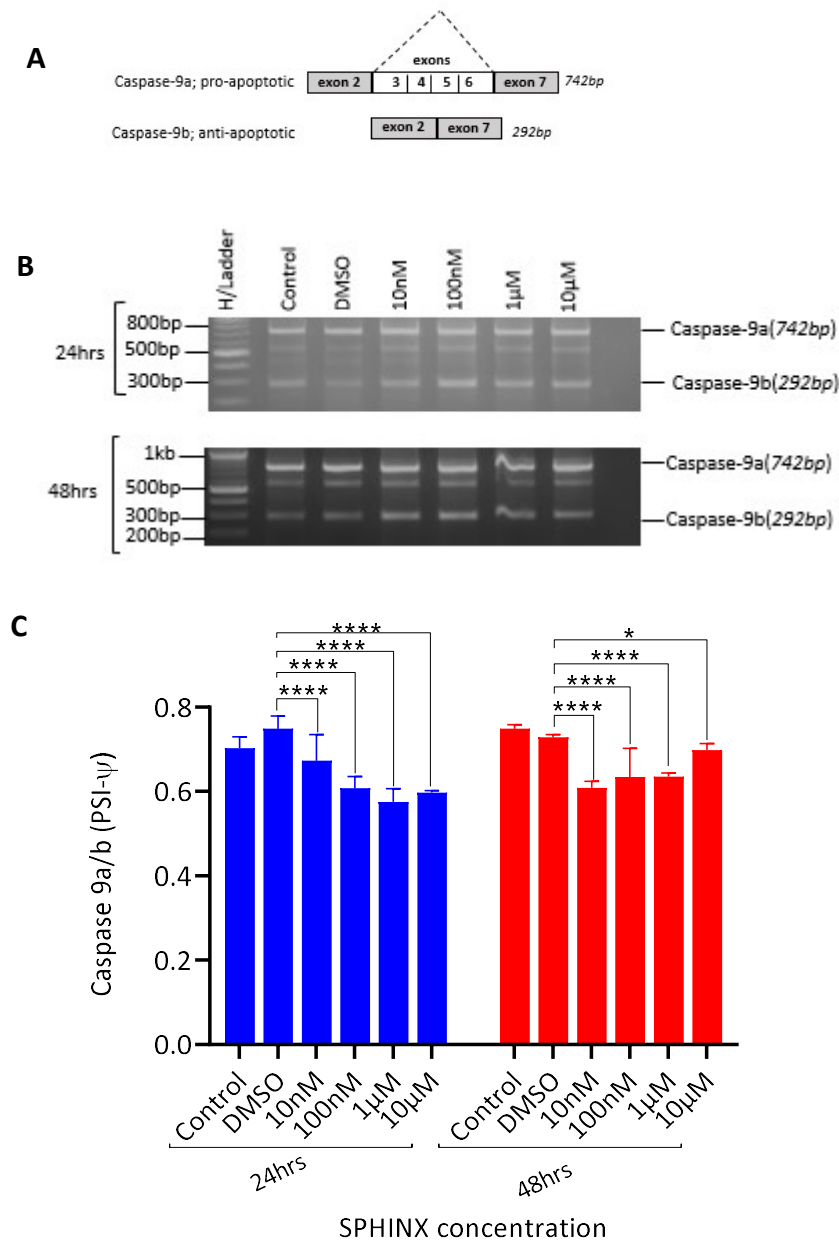 A
exons
Caspase-9a; pro-apoptotic exon 2 3 4 5 6 exon 7 742bp
Caspase-9b; anti-apoptotic exon 2 exon 7 292bp
B
H/Ladder Control DMSO 10nM 100nM 1µM 10µM
24hrs
800bp Caspase-9a(742bp)
500bp
300bp Caspase-9b(292bp)
48hrs
1kb Caspase-9a(742bp)
500bp
300bp Caspase-9b(292bp)
200bp
C
**** *
**** ****
**** ****
**** ****
Caspase 9a/b (PSI-ψ)
0.8
0.6
0.4
0.2
0.0
Control DMSO 10nM 100nM 1µM 10µM Control DMSO 10nM 100nM 1µM 10µM
24hrs 48hrs
SPHINX concentration